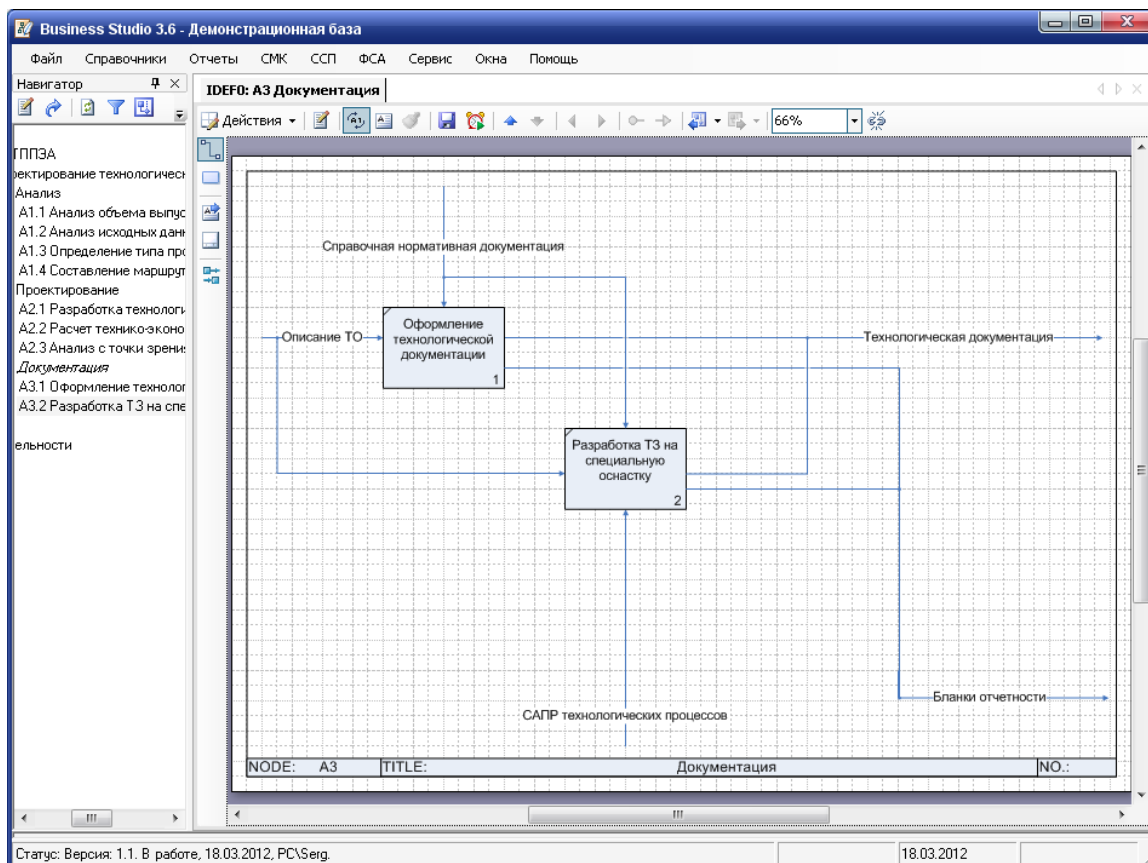 Business Studio 3.6 - Демонстрационная база
Файл Справочники Отчеты СМК ССП ФСА Сервис Окна Помощь
Навигатор
IDEF0: A3 Документация
Действия
66%
ТППЭА
ректирование технологическ
Анализ
A1.1 Анализ объема выпус
A1.2 Анализ исходных данн
A1.3 Определение типа про
A1.4 Составление маршрут
Проектирование
A2.1 Разработка технологи
A2.2 Расчет технико-эконо
A2.3 Анализ с точки зрени
Документация
A3.1 Оформление технолог
A3.2 Разработка ТЗ на спе
ельности
Справочная нормативная документация
Описание ТО
Оформление
технологической
документации
1
Технологическая документация
Разработка ТЗ на
специальную
оснастку
2
Бланки отчетности
САПР технологических процессов
NODE: A3 TITLE: Документация NO.:
Статус: Версия: 1.1. В работе, 18.03.2012, PC\Serg. 18.03.2012